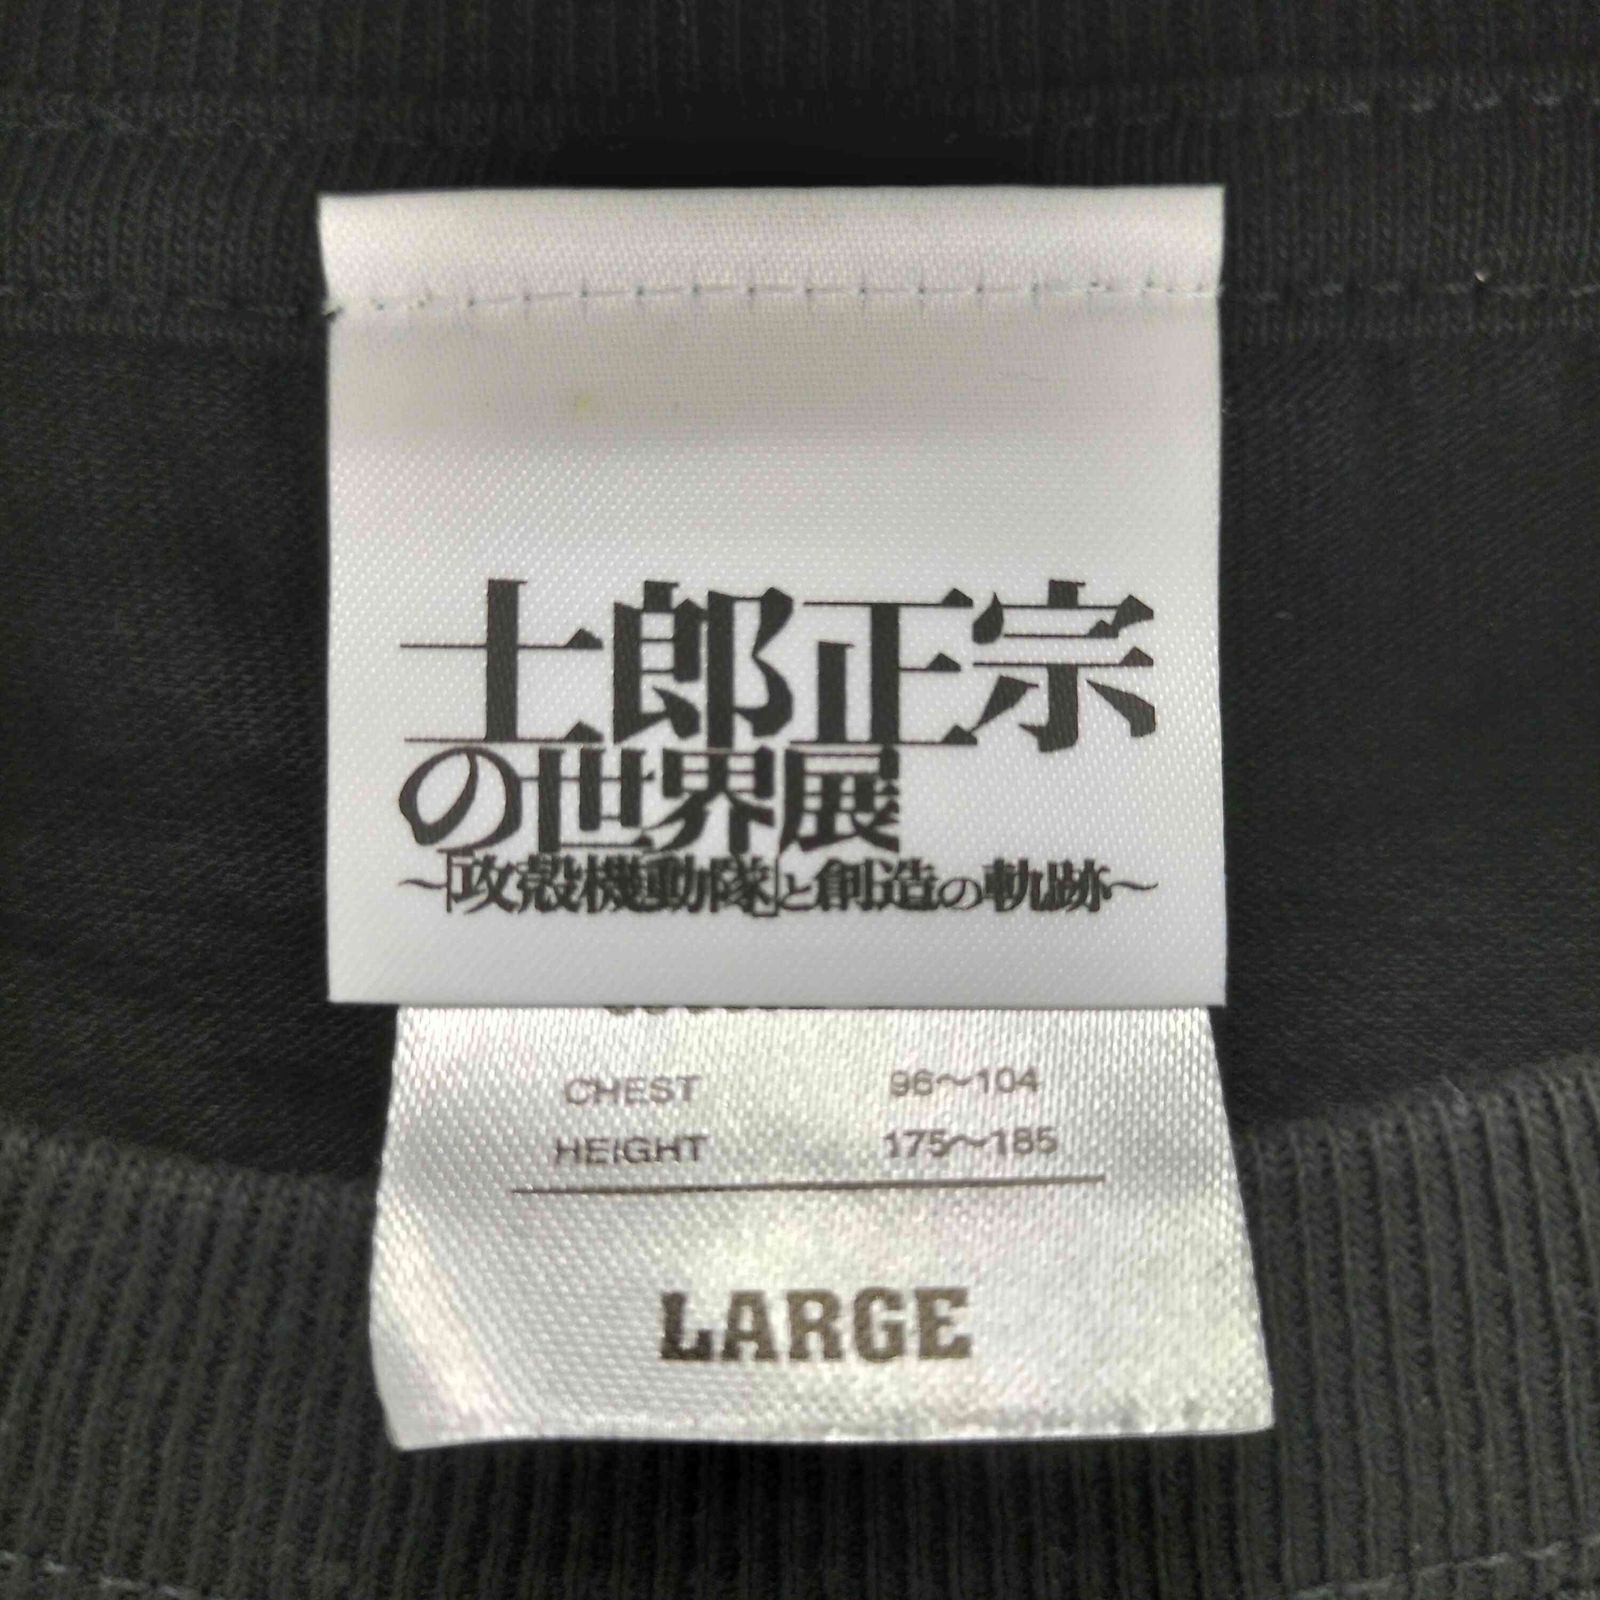 士郎正宗
の世界展
～「攻殻機動隊」と創造の軌跡～
CHEST 96～104
HEIGHT 175～185
LARGE